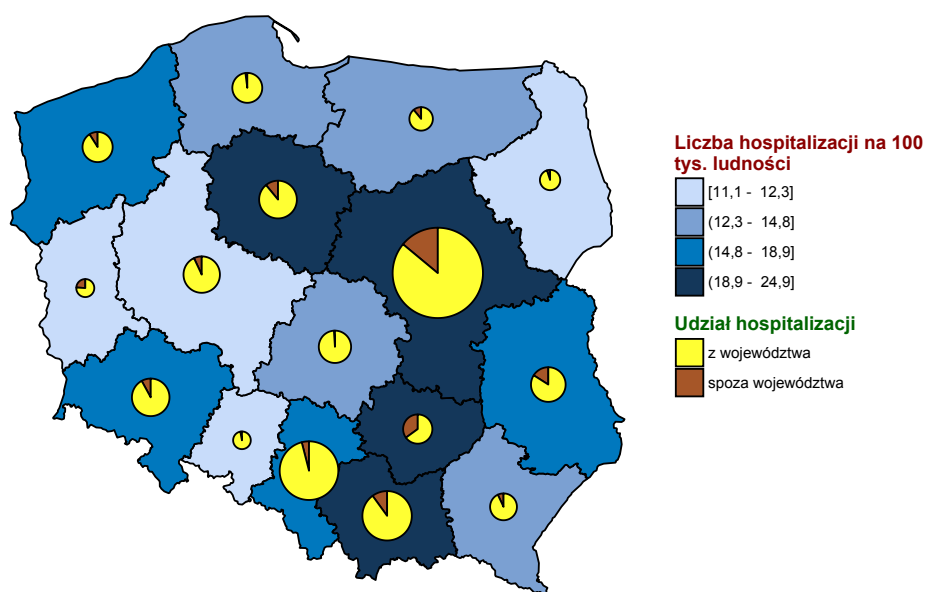 Liczba hospitalizacji na 100
tys. ludności
[11,1 - 12,3]
(12,3 - 14,8]
(14,8 - 18,9]
(18,9 - 24,9]
Udział hospitalizacji
z województwa
spoza województwa